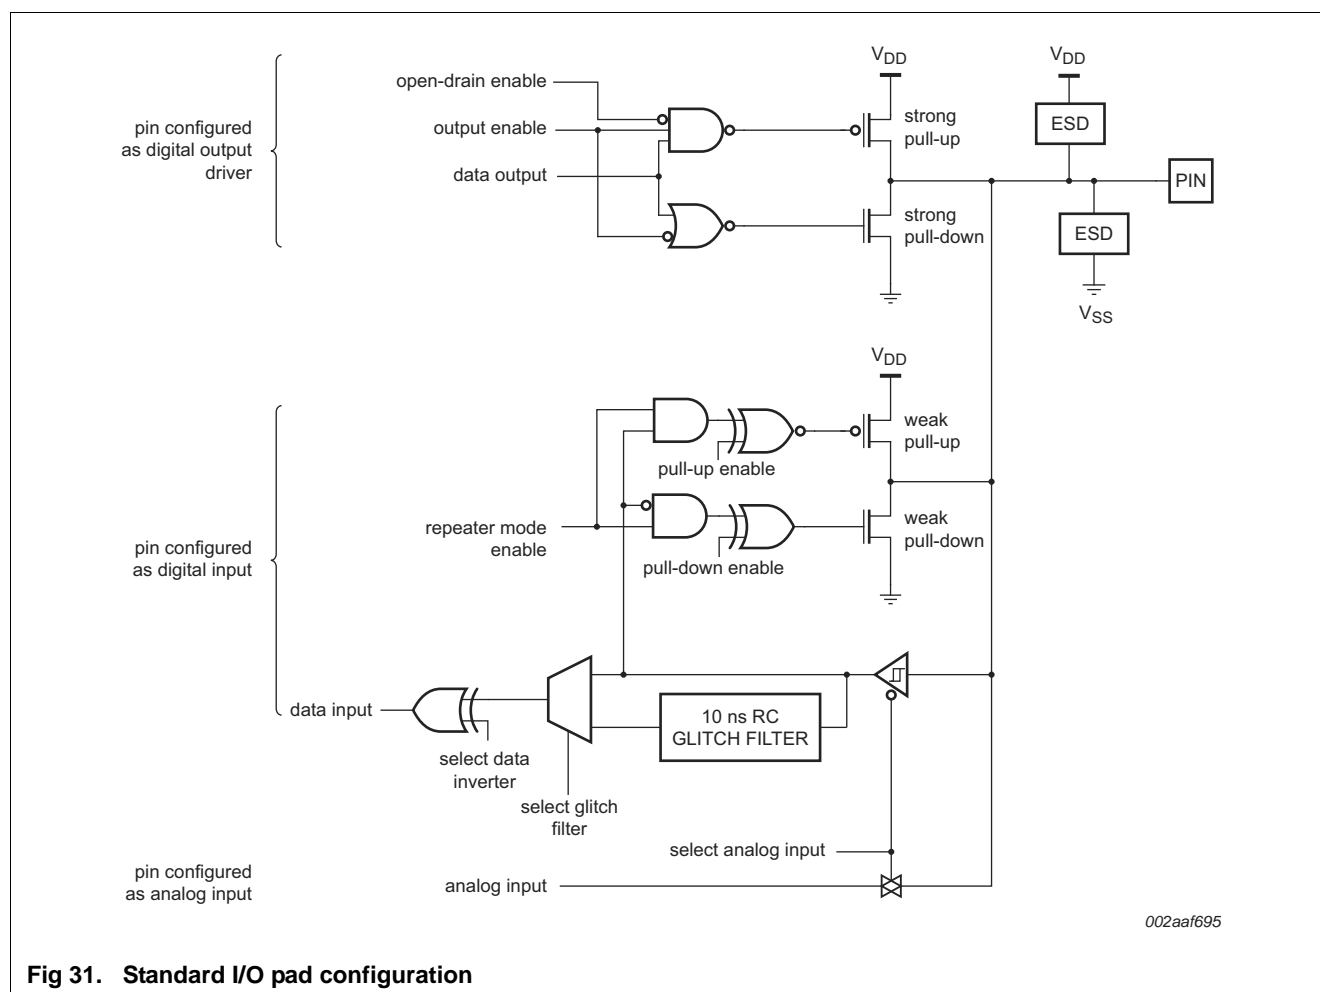 pin configured
as digital output
driver
open-drain enable
output enable
data output
VDD
strong
pull-up
strong
pull-down
VDD
ESD
PIN
ESD
VSS
pin configured
as digital input
VDD
weak
pull-up
pull-up enable
repeater mode
enable
weak
pull-down
pull-down enable
data input
select data
inverter
select glitch
filter
10 ns RC
GLITCH FILTER
pin configured
as analog input
select analog input
analog input
002aaf695
Fig 31. Standard I/O pad configuration